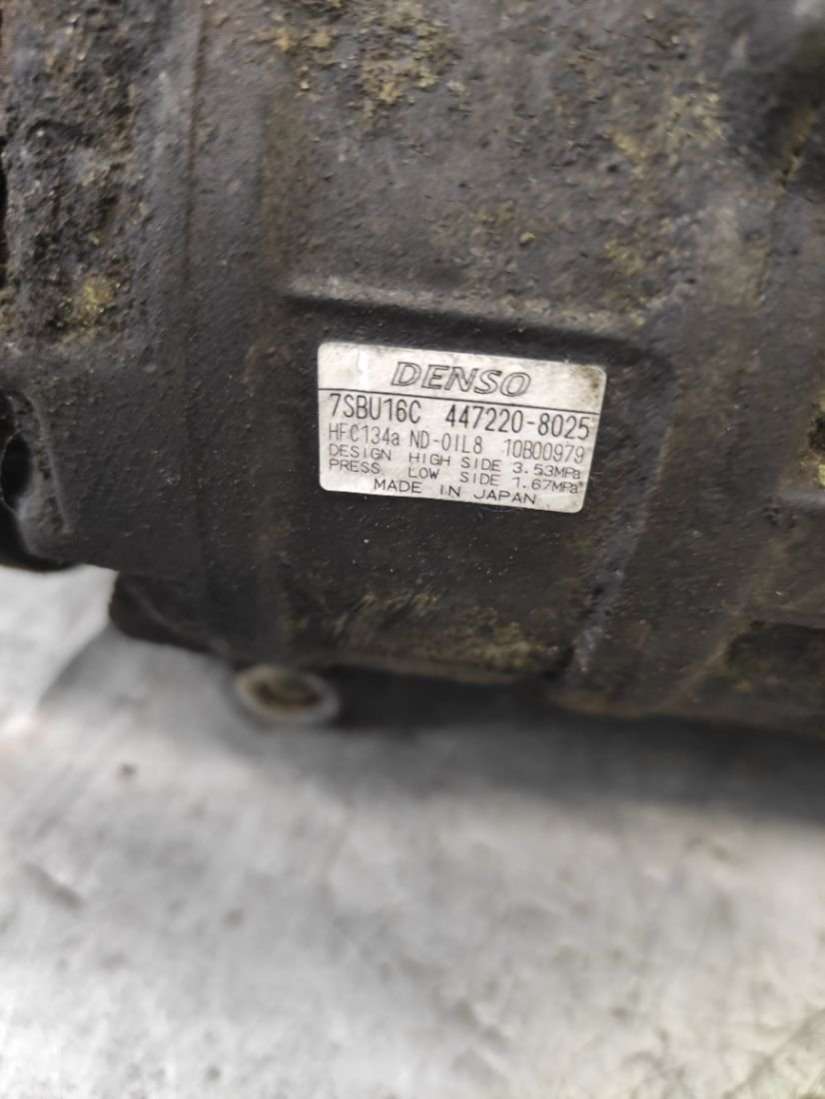 DENSO
7SBU16C 447220-8025
HFC134a ND-OIL8 10B00979
DESIGN HIGH SIDE 3.53MPa
PRESS. LOW SIDE 1.67MPa
MADE IN JAPAN